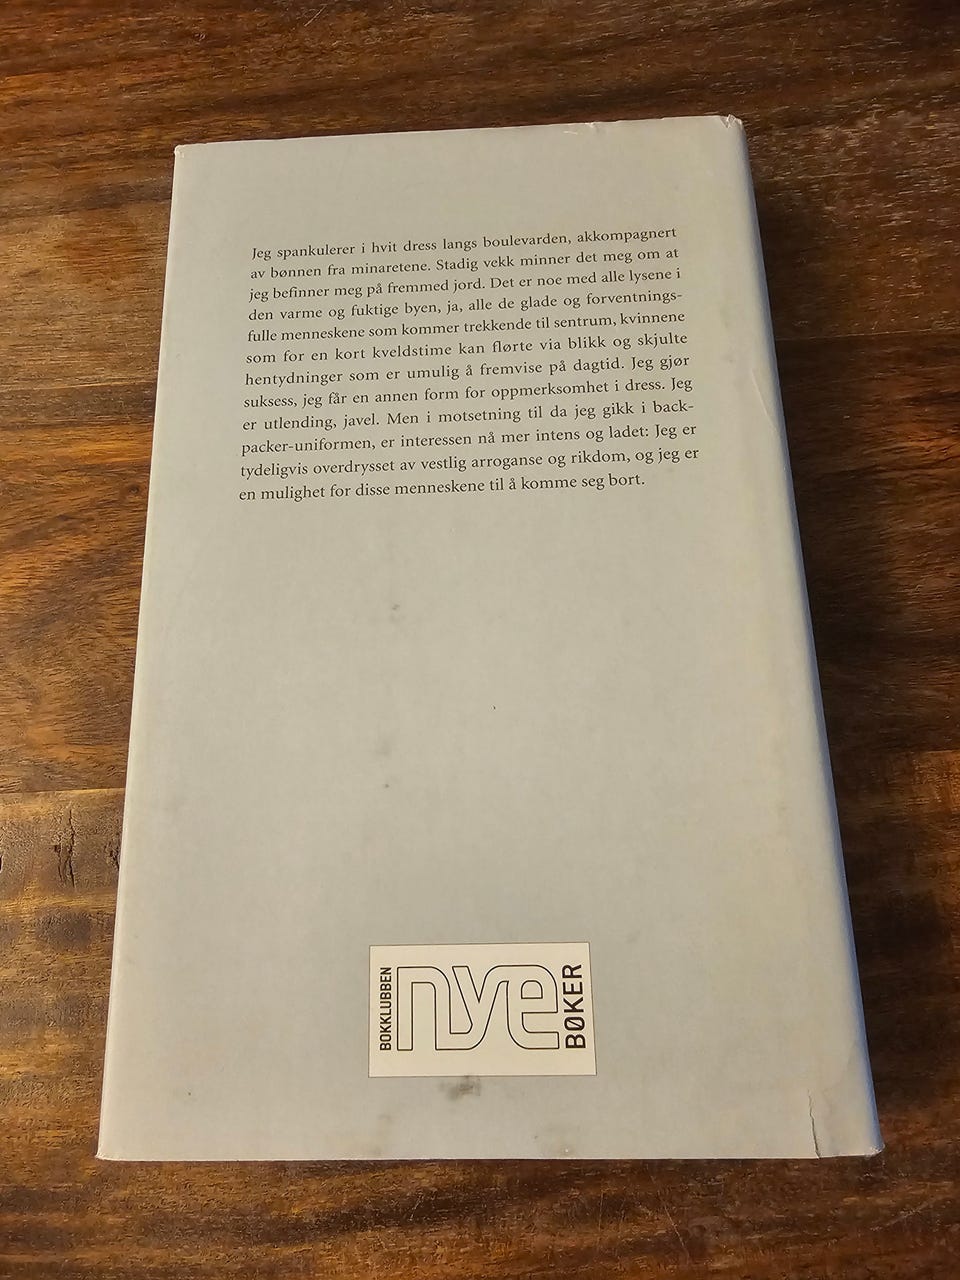 Jeg spankulerer i hvit dress langs boulevarden, akkompagnert
av bønnen fra minaretene. Stadig vekk minner det meg om at
jeg befinner meg på fremmed jord. Det er noe med alle lysene i
den varme og fuktige byen, ja, alle de glade og forventnings-
fulle menneskene som kommer trekkende til sentrum, kvinnene
som for en kort kveldstime kan flørte via blikk og skjulte
hentydninger som er umulig å fremvise på dagtid. Jeg gjør
suksess, jeg får en annen form for oppmerksomhet i dress. Jeg
er utlending, javel. Men i motsetning til da jeg gikk i back-
packer-uniformen, er interessen nå mer intens og ladet: Jeg er
tydeligvis overdrysset av vestlig arroganse og rikdom, og jeg er
en mulighet for disse menneskene til å komme seg bort.
BOKKLUBBEN
nye
BØKER